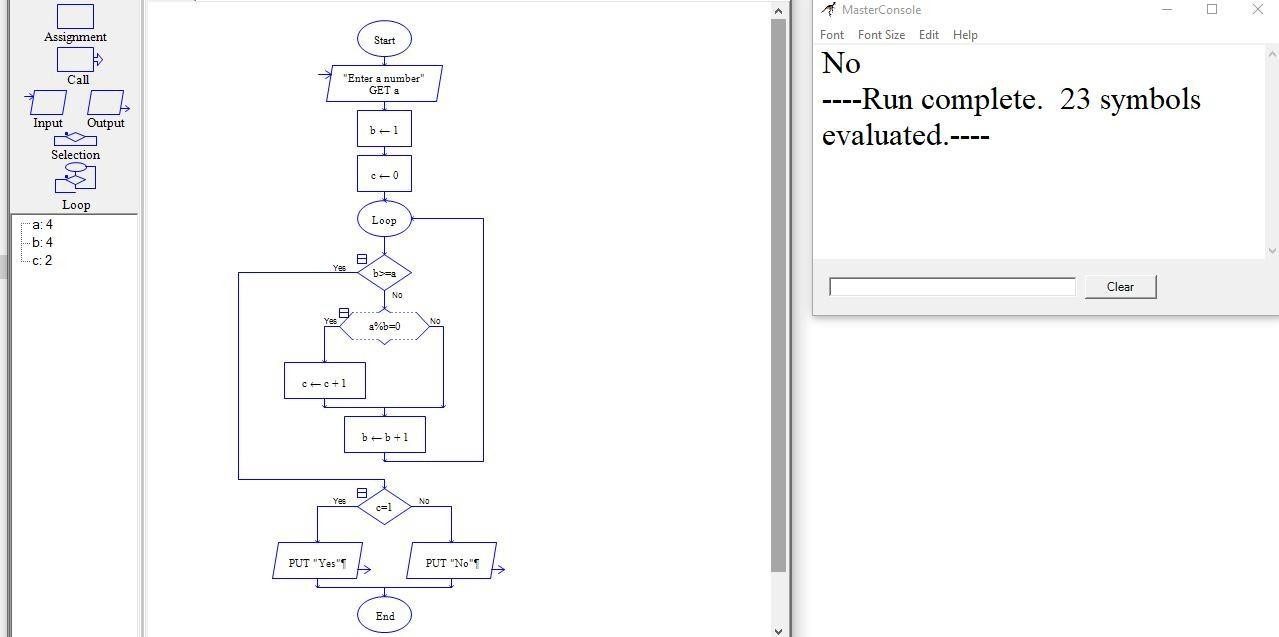 Assignment
Call
Input Output
Selection
Loop
a: 4
b: 4
c: 2
Start
"Enter a number"
GET a
b ← 1
c ← 0
Loop
b>=a
Yes
No
a%b=0
Yes
No
c ← c + 1
b ← b + 1
c=1
Yes
No
PUT "Yes"¶
PUT "No"¶
End
MasterConsole
Font Font Size Edit Help
No
----Run complete. 23 symbols
evaluated.----
Clear